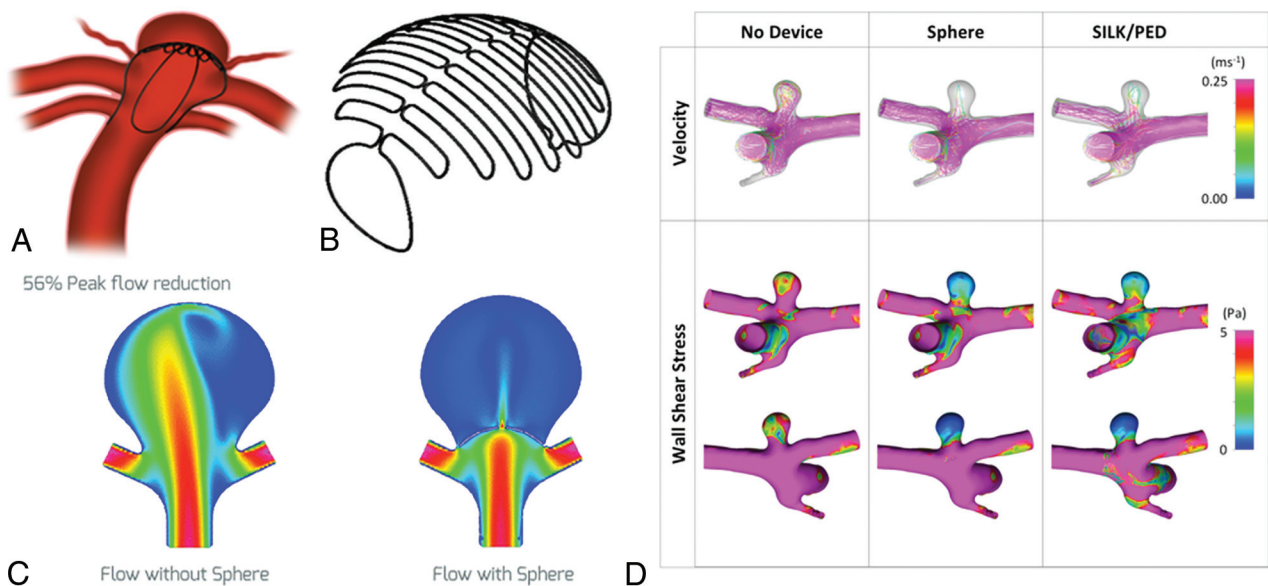 A
B
56% Peak flow reduction
C
Flow without Sphere
Flow with Sphere
D
No Device
Sphere
SILK/PED
Velocity
(ms-1)
0.25
0.00
Wall Shear Stress
(Pa)
5
0